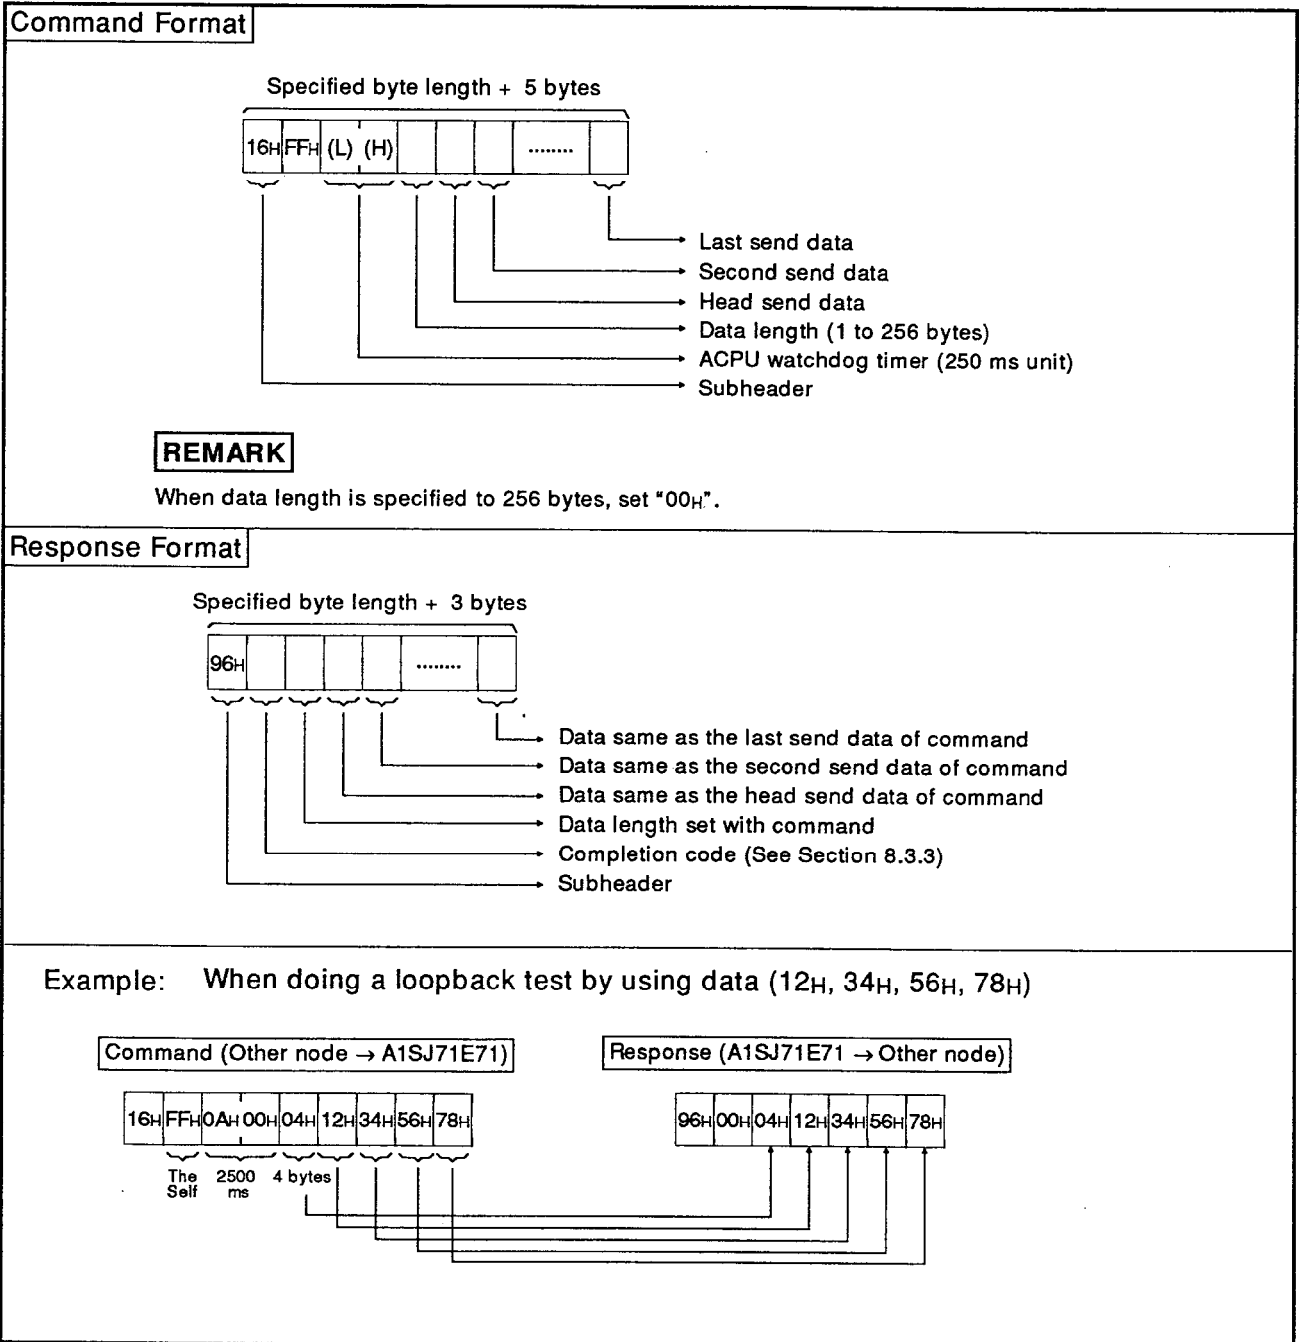 Command Format
Specified byte length + 5 bytes
16H FFH (L) (H) ........
Last send data
Second send data
Head send data
Data length (1 to 256 bytes)
ACPU watchdog timer (250 ms unit)
Subheader
REMARK
When data length is specified to 256 bytes, set "00H".
Response Format
Specified byte length + 3 bytes
96H ........
Data same as the last send data of command
Data same as the second send data of command
Data same as the head send data of command
Data length set with command
Completion code (See Section 8.3.3)
Subheader
Example: When doing a loopback test by using data (12H, 34H, 56H, 78H)
Command (Other node → A1SJ71E71)
Response (A1SJ71E71 → Other node)
16H FFH 0AH 00H 04H 12H 34H 56H 78H
96H 00H 04H 12H 34H 56H 78H
The Self
2500 ms
4 bytes